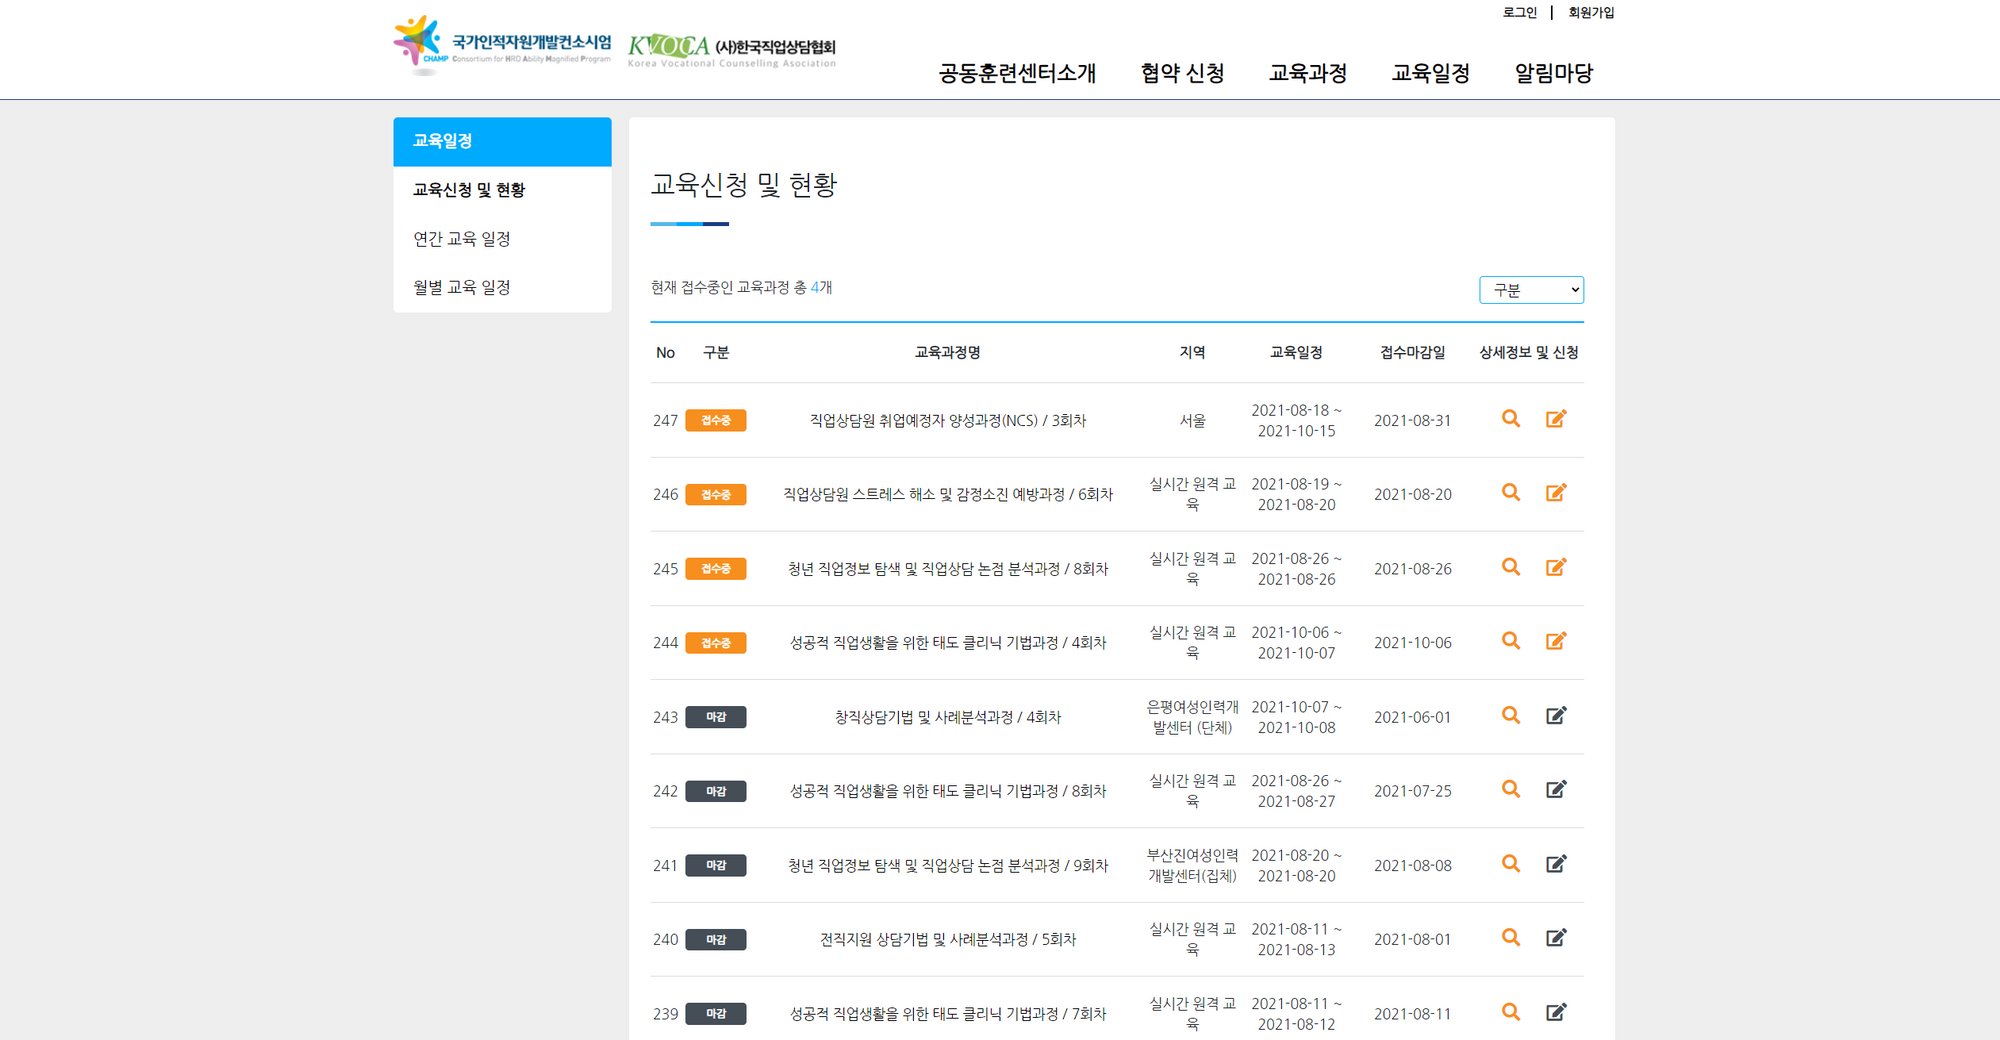 로그인 | 회원가입
CHAMP 국가인적자원개발컨소시엄
Consortium for HRD Ability Magnified Program
KVOCA (사)한국직업상담협회
Korea Vocational Counselling Asociation
공동훈련센터소개 협약 신청 교육과정 교육일정 알림마당
교육일정
교육신청 및 현황
연간 교육 일정
월별 교육 일정
교육신청 및 현황
현재 접수중인 교육과정 총 4개
구분
No 구분 교육과정명 지역 교육일정 접수마감일 상세정보 및 신청
247 접수중 직업상담원 취업예정자 양성과정(NCS) / 3회차 서울 2021-08-18 ~ 2021-08-31
2021-10-15
246 접수중 직업상담원 스트레스 해소 및 감정소진 예방과정 / 6회차 실시간 원격 교 2021-08-19 ~ 2021-08-20
육 2021-08-20
245 접수중 청년 직업정보 탐색 및 직업상담 논점 분석과정 / 8회차 실시간 원격 교 2021-08-26 ~ 2021-08-26
육 2021-08-26
244 접수중 성공적 직업생활을 위한 태도 클리닉 기법과정 / 4회차 실시간 원격 교 2021-10-06 ~ 2021-10-06
육 2021-10-07
243 마감 창직상담기법 및 사례분석과정 / 4회차 은평여성인력개 2021-10-07 ~ 2021-06-01
발센터 (단체) 2021-10-08
242 마감 성공적 직업생활을 위한 태도 클리닉 기법과정 / 8회차 실시간 원격 교 2021-08-26 ~ 2021-07-25
육 2021-08-27
241 마감 청년 직업정보 탐색 및 직업상담 논점 분석과정 / 9회차 부산진여성인력 2021-08-20 ~ 2021-08-08
개발센터(집체) 2021-08-20
240 마감 전직지원 상담기법 및 사례분석과정 / 5회차 실시간 원격 교 2021-08-11 ~ 2021-08-01
육 2021-08-13
239 마감 성공적 직업생활을 위한 태도 클리닉 기법과정 / 7회차 실시간 원격 교 2021-08-11 ~ 2021-08-11
육 2021-08-12